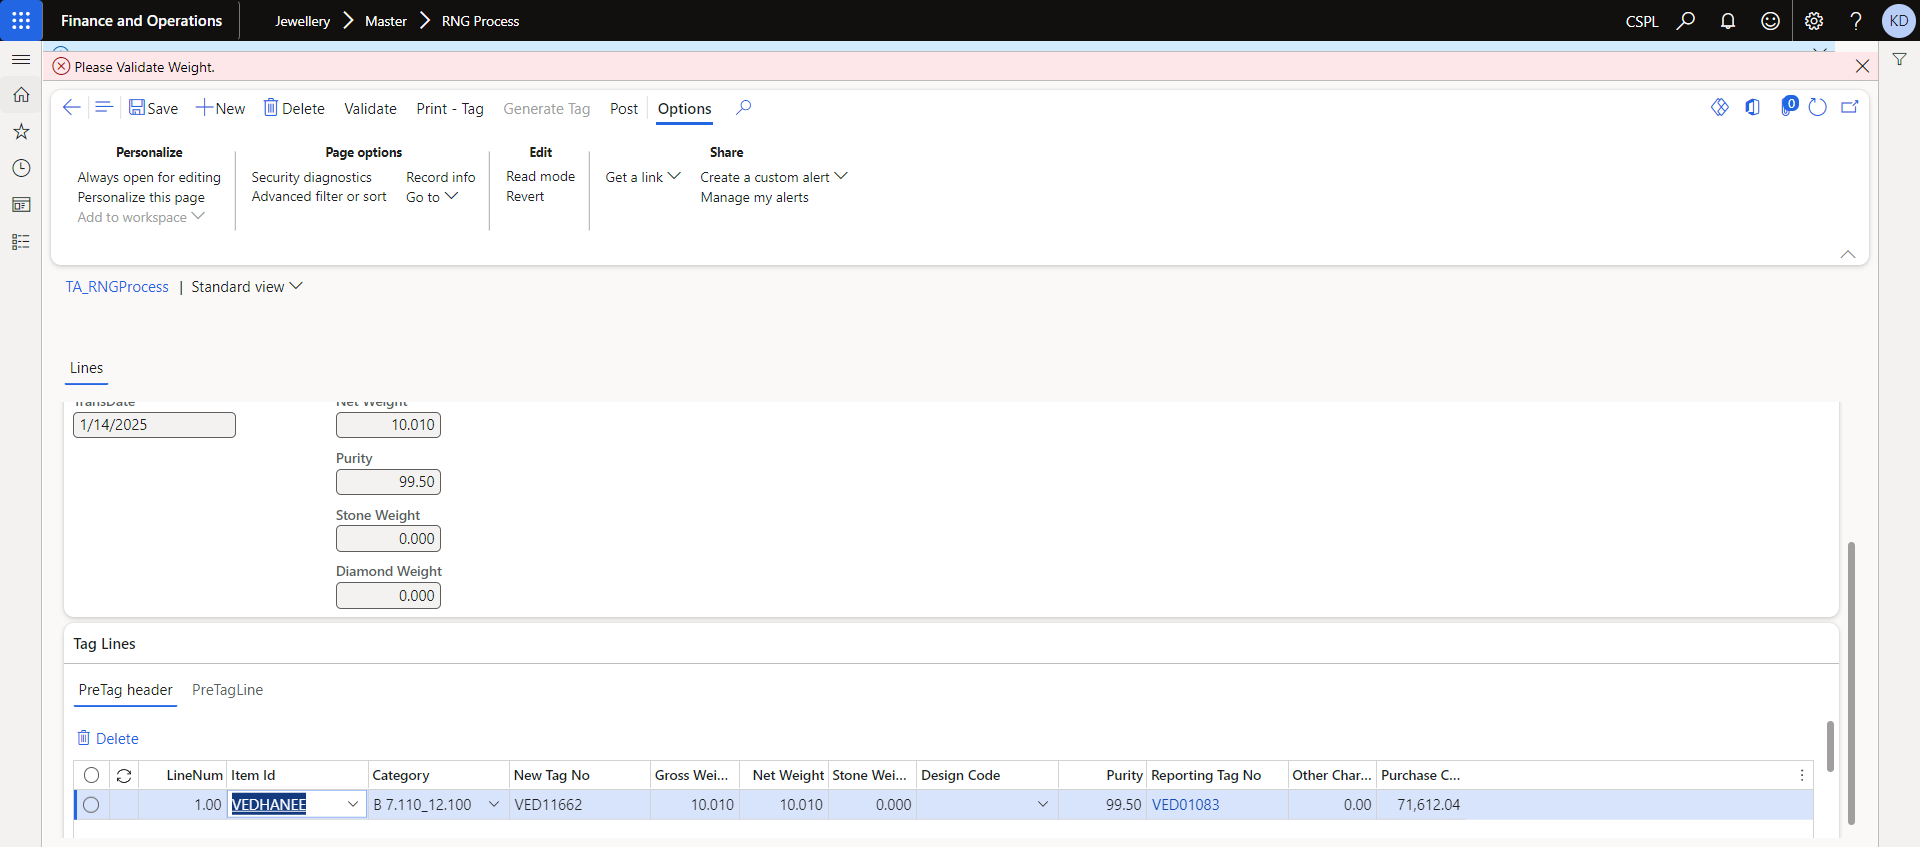 Finance and Operations
Jewellery > Master > RNG Process
CSPL
KD
Please Validate Weight.
Save
New
Delete
Validate
Print - Tag
Generate Tag
Post
Options
0
Personalize
Always open for editing
Personalize this page
Add to workspace
Page options
Security diagnostics
Advanced filter or sort
Record info
Go to
Edit
Read mode
Revert
Share
Get a link
Create a custom alert
Manage my alerts
TA_RNGProcess | Standard view
Lines
TransDate
1/14/2025
Net Weight
10.010
Purity
99.50
Stone Weight
0.000
Diamond Weight
0.000
Tag Lines
PreTag header PreTagLine
Delete
LineNum Item Id Category New Tag No Gross Wei... Net Weight Stone Wei... Design Code Purity Reporting Tag No Other Char... Purchase C...
1.00 VEDHANEE B 7.110_12.100 VED11662 10.010 10.010 0.000 99.50 VED01083 0.00 71,612.04